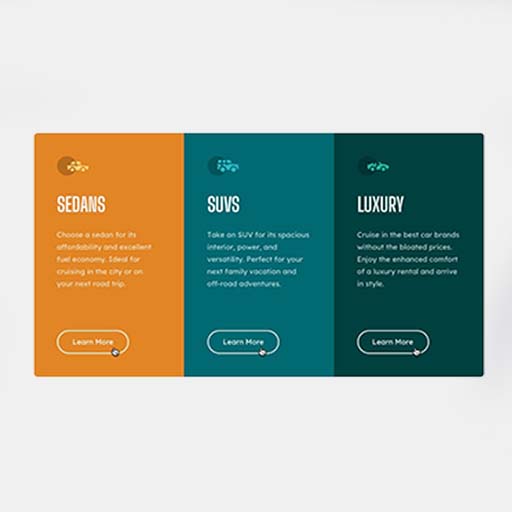 SEDANS
Choose a sedan for its
affordability and excellent
fuel economy. Ideal for
cruising in the city or on
your next road trip.
Learn More
SUVS
Take an SUV for its spacious
interior, power, and
versatility. Perfect for your
next family vacation and
off-road adventures.
Learn More
LUXURY
Cruise in the best car brands
without the bloated prices.
Enjoy the enhanced comfort
of a luxury rental and arrive
in style.
Learn More